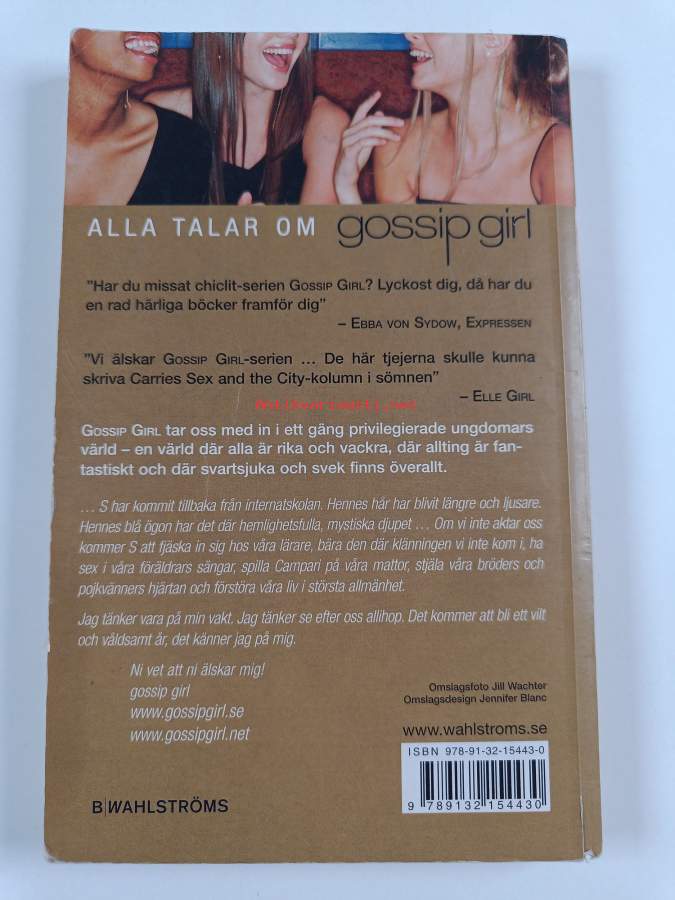 ALLA TALAR OM gossip girl
"Har du missat chiclit-serien GOSSIP GIRL? Lyckost dig, då har du
en rad härliga böcker framför dig"
– EBBA VON SYDOW, EXPRESSEN
"Vi älskar GOSSIP GIRL-serien ... De här tjejerna skulle kunna
skriva Carries Sex and the City-kolumn i sömnen"
– ELLE GIRL
GOSSIP GIRL tar oss med in i ett gäng privilegierade ungdomars
värld – en värld där alla är rika och vackra, där allting är fan-
tastiskt och där svartsjuka och svek finns överallt.
... S har kommit tillbaka från internatskolan. Hennes hår har blivit längre och ljusare.
Hennes blå ögon har det där hemlighetsfulla, mystiska djupet ... Om vi inte aktar oss
kommer S att fjäska in sig hos våra lärare, bära den där klänningen vi inte kom i, ha
sex i våra föräldrars sängar, spilla Campari på våra mattor, stjäla våra bröders och
pojkvänners hjärtan och förstöra våra liv i största allmänhet.
Jag tänker vara på min vakt. Jag tänker se efter oss allihop. Det kommer att bli ett vilt
och våldsamt år, det känner jag på mig.
Ni vet att ni älskar mig!
gossip girl
www.gossipgirl.se
www.gossipgirl.net
Omslagsfoto Jill Wachter
Omslagsdesign Jennifer Blanc
www.wahlstroms.se
ISBN 978-91-32-15443-0
9 789132 154430
B WAHLSTRÖMS